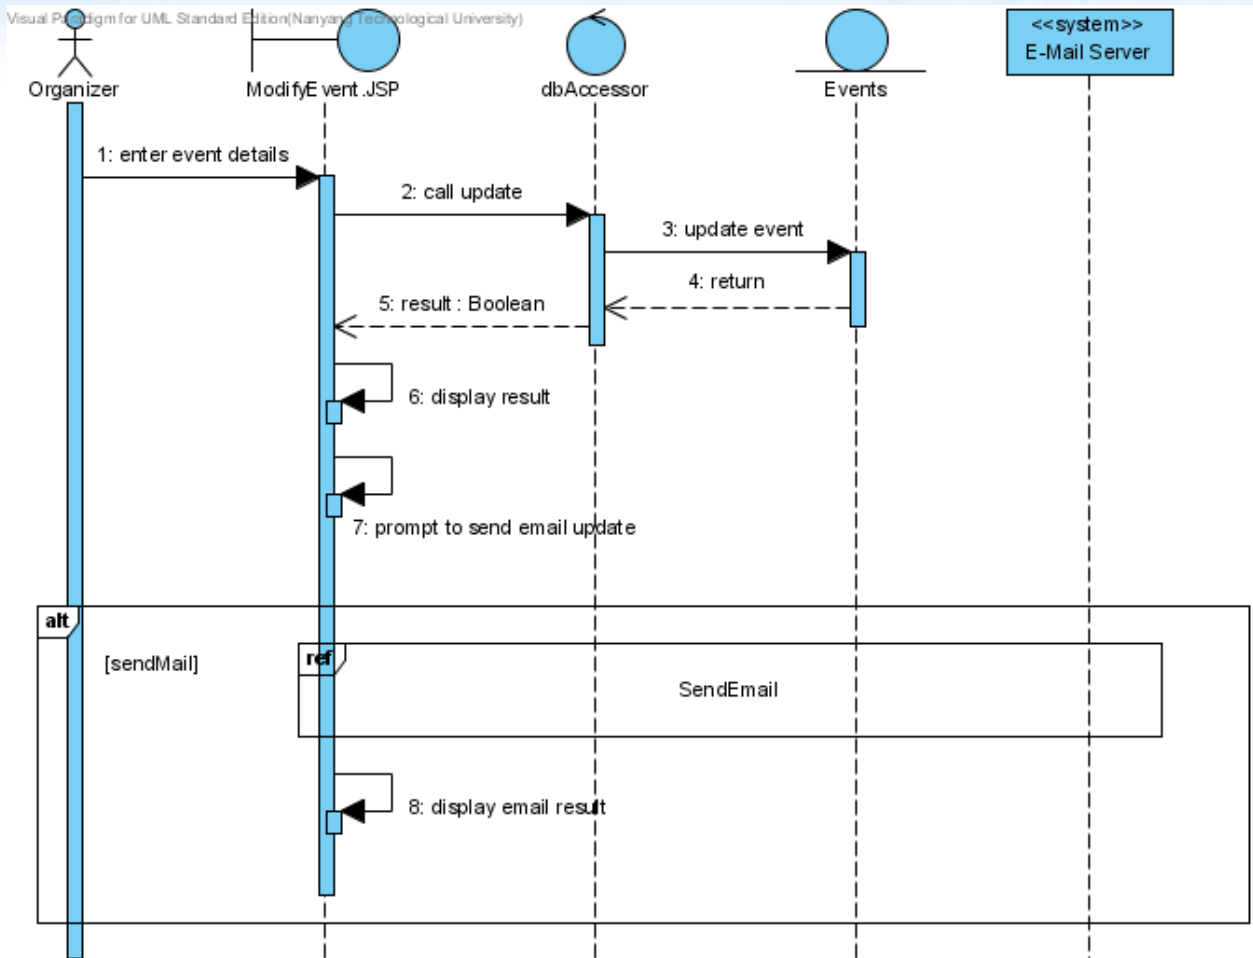 Visual Paradigm for UML Standard Edition(Nanyang Technological University)
<<system>>
E-Mail Server
Organizer
ModifyEvent.JSP
dbAccessor
Events
1: enter event details
2: call update
3: update event
4: return
5: result : Boolean
6: display result
7: prompt to send email update
alt
[sendMail]
ref
SendEmail
8: display email result